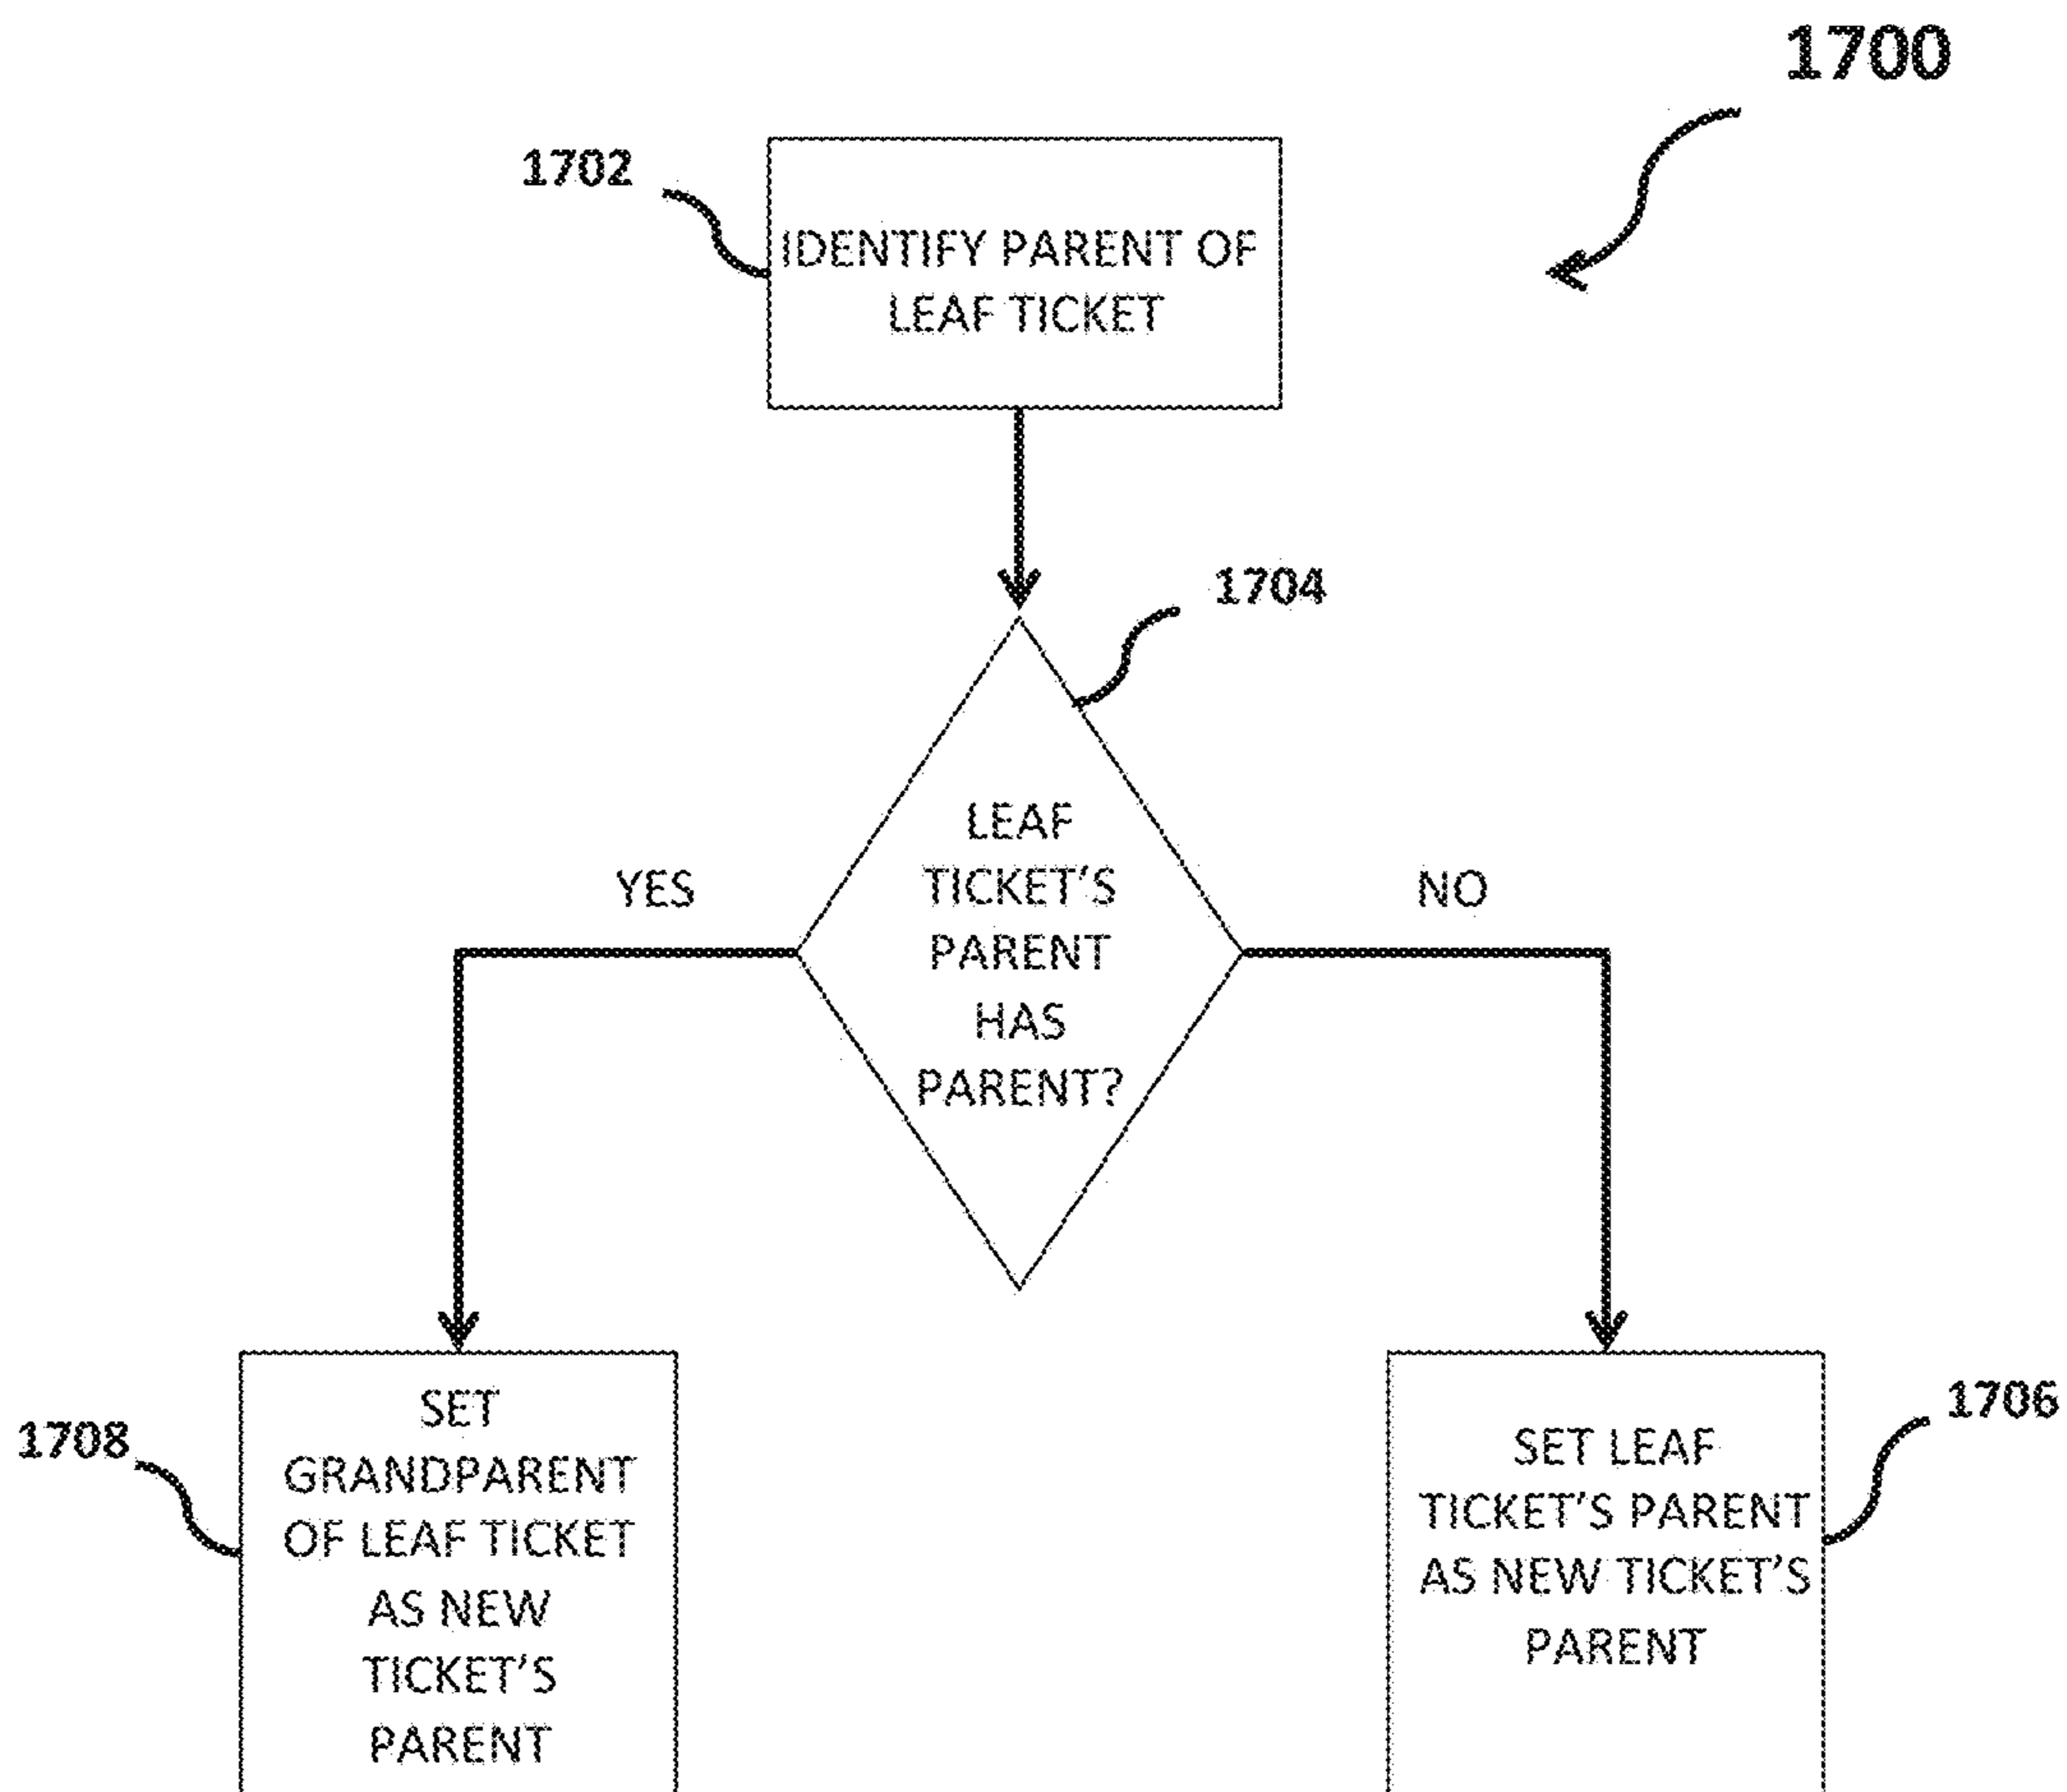 1700
1702
IDENTIFY PARENT OF
LEAF TICKET
1704
LEAF
TICKET'S
PARENT
HAS
PARENT?
YES
NO
1708
SET
GRANDPARENT
OF LEAF TICKET
AS NEW
TICKET'S
PARENT
1706
SET LEAF
TICKET'S PARENT
AS NEW TICKET'S
PARENT